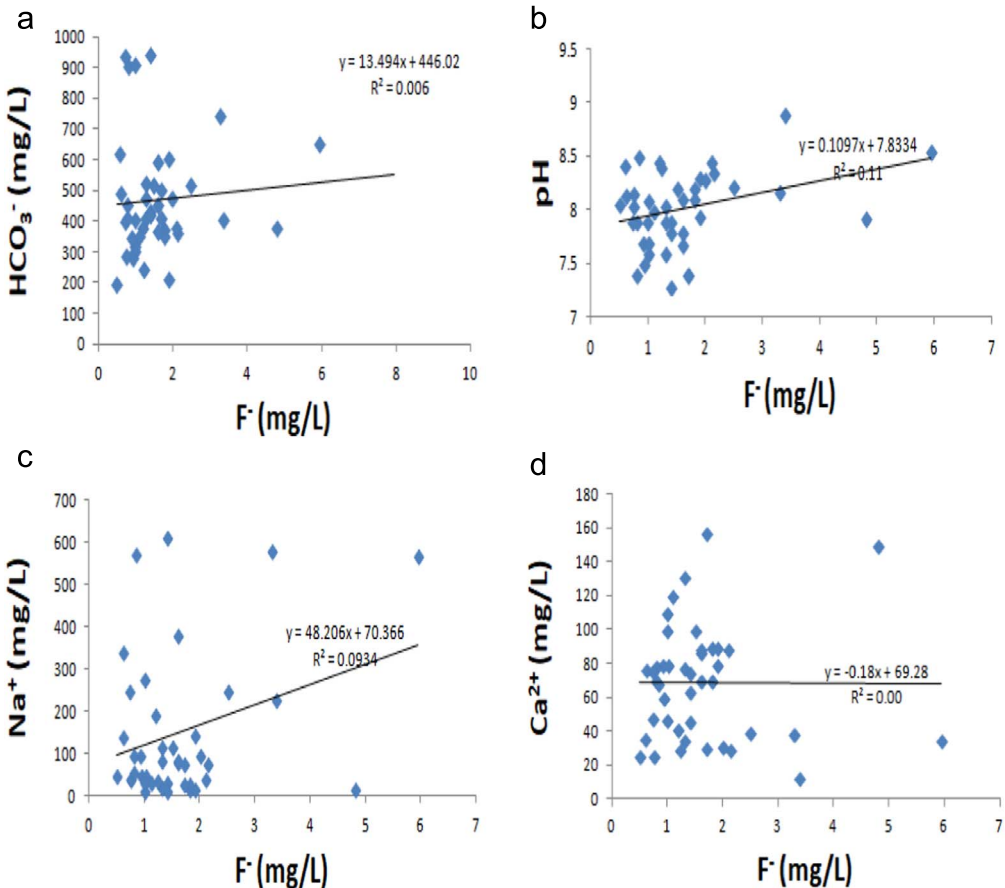 a
1000
900
800
700
600
500
400
300
200
100
0
HCO₃⁻ (mg/L)
y = 13.494x + 446.02
R² = 0.006
0 2 4 6 8 10
F⁻ (mg/L)
b
9.5
9
8.5
8
7.5
7
pH
y = 0.1097x + 7.8334
R² = 0.11
0 1 2 3 4 5 6 7
F⁻ (mg/L)
c
700
600
500
400
300
200
100
0
Na⁺ (mg/L)
y = 48.206x + 70.366
R² = 0.0934
0 1 2 3 4 5 6 7
F⁻ (mg/L)
d
180
160
140
120
100
80
60
40
20
0
Ca²⁺ (mg/L)
y = -0.18x + 69.28
R² = 0.00
0 1 2 3 4 5 6 7
F⁻ (mg/L)